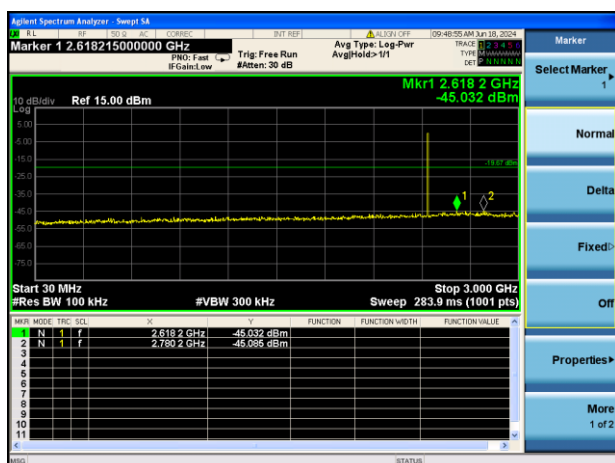 Agilent Spectrum Analyzer - Swept SA
RL RF 50 Ω AC CORREC INT REF ALIGN OFF 09:48:55 AM Jun 18, 2024
Marker 1 2.618215000000 GHz
PNO: Fast
IFGain:Low
Trig: Free Run
#Atten: 30 dB
Avg Type: Log-Pwr
Avg|Hold:>1/1
TRACE 1 2 3 4 5 6
TYPE MWWWWW
DET P N N N N N
Mkr1 2.618 2 GHz
-45.032 dBm
10 dB/div Ref 15.00 dBm
Log
5.00
-5.00
-15.0
-19.67 dBm
-25.0
-35.0
1 2
-45.0
-55.0
-65.0
-75.0
Start 30 MHz Stop 3.000 GHz
#Res BW 100 kHz #VBW 300 kHz Sweep 283.9 ms (1001 pts)
MKR MODE TRC SCL X Y FUNCTION FUNCTION WIDTH FUNCTION VALUE
1 N 1 f 2.618 2 GHz -45.032 dBm
2 N 1 f 2.780 2 GHz -45.085 dBm
3
4
5
6
7
8
9
10
11
MSG STATUS
Marker
Select Marker
1
Normal
Delta
Fixed
Off
Properties
More
1 of 2